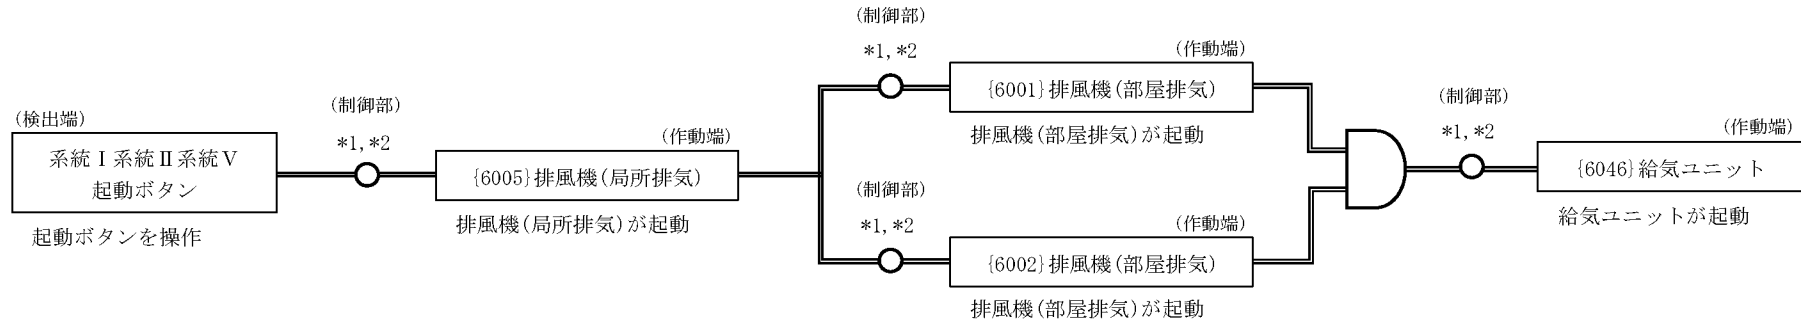 (検出端)
系統Ⅰ系統Ⅱ系統Ⅴ
起動ボタン
起動ボタンを操作
(制御部)
*1, *2
(作動端)
{6005}排風機(局所排気)
排風機(局所排気)が起動
(制御部)
*1, *2
(作動端)
{6001}排風機(部屋排気)
排風機(部屋排気)が起動
(制御部)
*1, *2
(作動端)
{6002}排風機(部屋排気)
排風機(部屋排気)が起動
(制御部)
*1, *2
(作動端)
{6046}給気ユニット
給気ユニットが起動